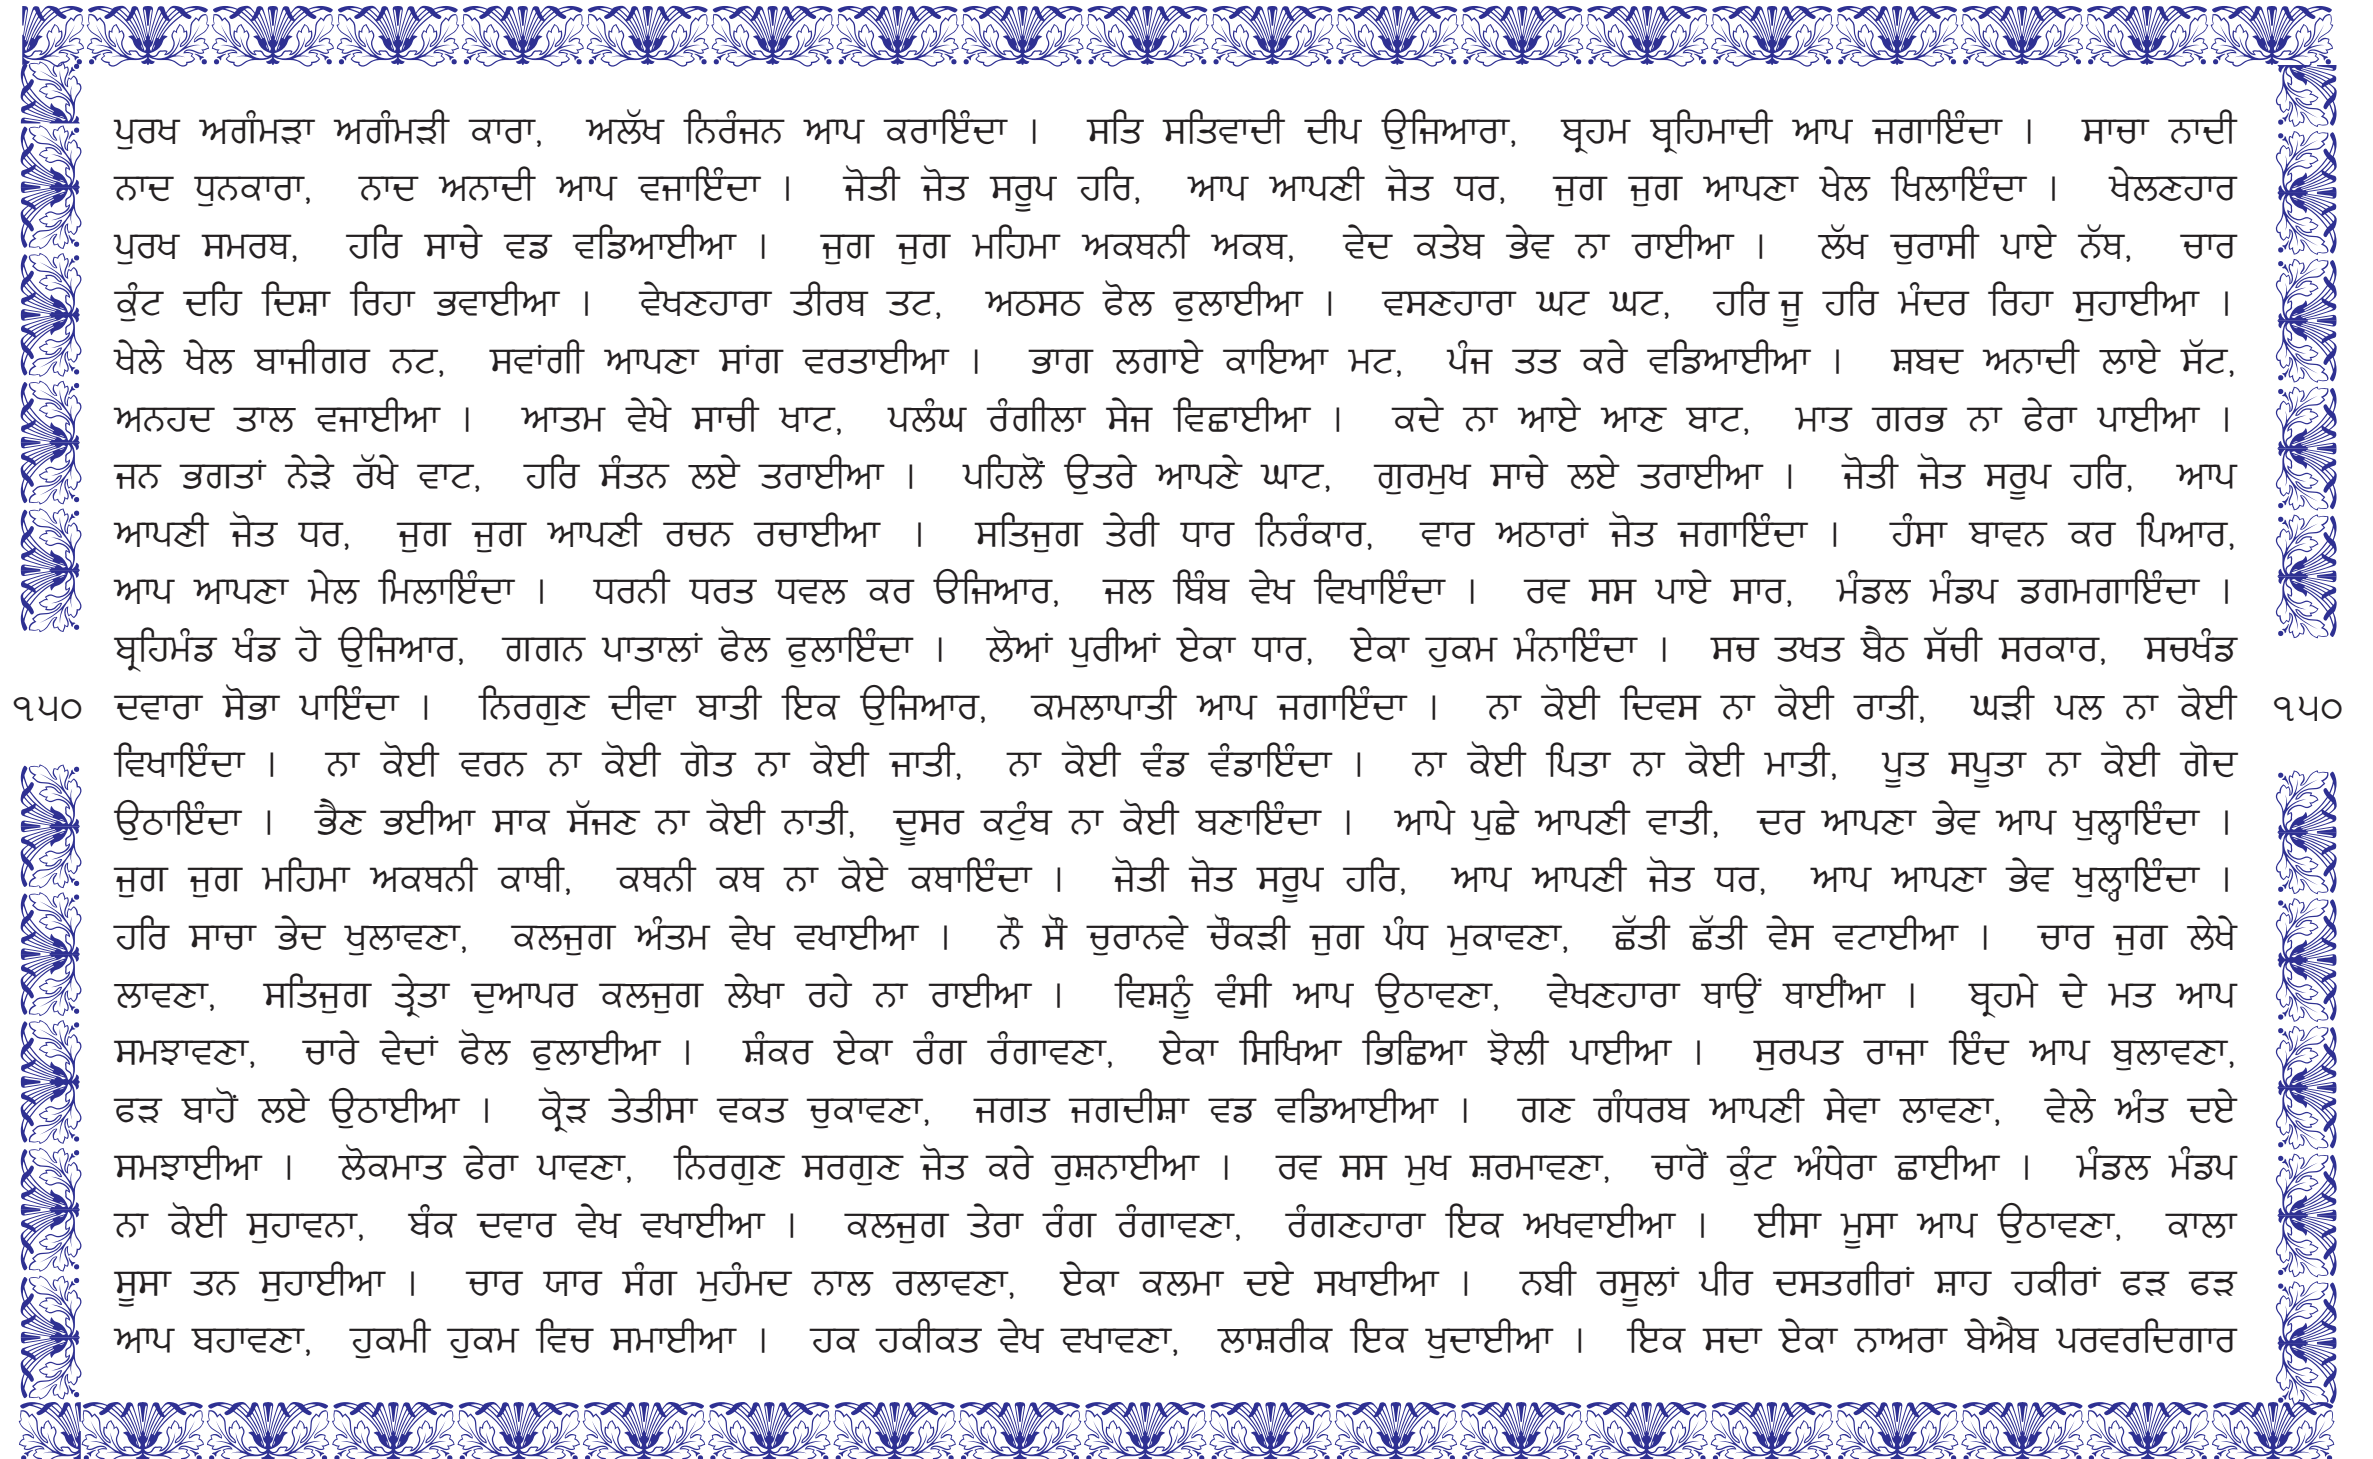 ਪੁਰਖ ਅਗੰਮੜਾ ਅਗੰਮੜੀ ਕਾਰਾ, ਅਲੱਖ ਨਿਰੰਜਨ ਆਪ ਕਰਾਇੰਦਾ । ਸਤਿ ਸਤਿਵਾਦੀ ਦੀਪ ਉਜਿਆਰਾ, ਬ੍ਰਹਮ ਬ੍ਰਹਿਮਾਦੀ ਆਪ ਜਗਾਇੰਦਾ । ਸਾਚਾ ਨਾਦੀ
ਨਾਦ ਧੁਨਕਾਰਾ, ਨਾਦ ਅਨਾਦੀ ਆਪ ਵਜਾਇੰਦਾ । ਜੋਤੀ ਜੋਤ ਸਰੂਪ ਹਰਿ, ਆਪ ਆਪਣੀ ਜੋਤ ਧਰ, ਜੁਗ ਜੁਗ ਆਪਣਾ ਖੇਲ ਖਿਲਾਇੰਦਾ । ਖੇਲਣਹਾਰ
ਪੁਰਖ ਸਮਰਥ, ਹਰਿ ਸਾਚੇ ਵਡ ਵਡਿਆਈਆ । ਜੁਗ ਜੁਗ ਮਹਿਮਾ ਅਕਥਨੀ ਅਕਥ, ਵੇਦ ਕਤੇਬ ਭੇਵ ਨਾ ਰਾਈਆ । ਲੱਖ ਚੁਰਾਸੀ ਪਾਏ ਨੱਥ, ਚਾਰ
ਕੁੰਟ ਦਹਿ ਦਿਸ਼ਾ ਰਿਹਾ ਭਵਾਈਆ । ਵੇਖਣਹਾਰਾ ਤੀਰਥ ਤਟ, ਅਠਸਠ ਫੋਲ ਫੁਲਾਈਆ । ਵਸਣਹਾਰਾ ਘਟ ਘਟ, ਹਰਿ ਜੂ ਹਰਿ ਮੰਦਰ ਰਿਹਾ ਸੁਹਾਈਆ ।
ਖੇਲੇ ਖੇਲ ਬਾਜੀਗਰ ਨਟ, ਸਵਾਂਗੀ ਆਪਣਾ ਸਾਂਗ ਵਰਤਾਈਆ । ਭਾਗ ਲਗਾਏ ਕਾਇਆ ਮਟ, ਪੰਜ ਤਤ ਕਰੇ ਵਡਿਆਈਆ । ਸ਼ਬਦ ਅਨਾਦੀ ਲਾਏ ਸੱਟ,
ਅਨਹਦ ਤਾਲ ਵਜਾਈਆ । ਆਤਮ ਵੇਖੇ ਸਾਚੀ ਖਾਟ, ਪਲੰਘ ਰੰਗੀਲਾ ਸੇਜ ਵਿਛਾਈਆ । ਕਦੇ ਨਾ ਆਏ ਆਣ ਬਾਟ, ਮਾਤ ਗਰਭ ਨਾ ਫੇਰਾ ਪਾਈਆ ।
ਜਨ ਭਗਤਾਂ ਨੇੜੇ ਰੱਖੇ ਵਾਟ, ਹਰਿ ਸੰਤਨ ਲਏ ਤਰਾਈਆ । ਪਹਿਲੋਂ ਉਤਰੇ ਆਪਣੇ ਘਾਟ, ਗੁਰਮੁਖ ਸਾਚੇ ਲਏ ਤਰਾਈਆ । ਜੋਤੀ ਜੋਤ ਸਰੂਪ ਹਰਿ, ਆਪ
ਆਪਣੀ ਜੋਤ ਧਰ, ਜੁਗ ਜੁਗ ਆਪਣੀ ਰਚਨ ਰਚਾਈਆ । ਸਤਿਜੁਗ ਤੇਰੀ ਧਾਰ ਨਿਰੰਕਾਰ, ਵਾਰ ਅਠਾਰਾਂ ਜੋਤ ਜਗਾਇੰਦਾ । ਹੰਸਾ ਬਾਵਨ ਕਰ ਪਿਆਰ,
ਆਪ ਆਪਣਾ ਮੇਲ ਮਿਲਾਇੰਦਾ । ਧਰਨੀ ਧਰਤ ਧਵਲ ਕਰ ੳਜਿਆਰ, ਜਲ ਬਿੰਬ ਵੇਖ ਵਿਖਾਇੰਦਾ । ਰਵ ਸਸ ਪਾਏ ਸਾਰ, ਮੰਡਲ ਮੰਡਪ ਡਗਮਗਾਇੰਦਾ ।
ਬ੍ਰਹਿਮੰਡ ਖੰਡ ਹੋ ਉਜਿਆਰ, ਗਗਨ ਪਾਤਾਲਾਂ ਫੋਲ ਫੁਲਾਇੰਦਾ । ਲੋਆਂ ਪੁਰੀਆਂ ਏਕਾ ਧਾਰ, ਏਕਾ ਹੁਕਮ ਮੰਨਾਇੰਦਾ । ਸਚ ਤਖਤ ਬੈਠ ਸੱਚੀ ਸਰਕਾਰ, ਸਚਖੰਡ
੧੫੦ ਦਵਾਰਾ ਸੋਭਾ ਪਾਇੰਦਾ । ਨਿਰਗੁਣ ਦੀਵਾ ਬਾਤੀ ਇਕ ਉਜਿਆਰ, ਕਮਲਾਪਾਤੀ ਆਪ ਜਗਾਇੰਦਾ । ਨਾ ਕੋਈ ਦਿਵਸ ਨਾ ਕੋਈ ਰਾਤੀ, ਘੜੀ ਪਲ ਨਾ ਕੋਈ ੧੫੦
ਵਿਖਾਇੰਦਾ । ਨਾ ਕੋਈ ਵਰਨ ਨਾ ਕੋਈ ਗੋਤ ਨਾ ਕੋਈ ਜਾਤੀ, ਨਾ ਕੋਈ ਵੰਡ ਵੰਡਾਇੰਦਾ । ਨਾ ਕੋਈ ਪਿਤਾ ਨਾ ਕੋਈ ਮਾਤੀ, ਪੂਤ ਸਪੂਤਾ ਨਾ ਕੋਈ ਗੋਦ
ਉਠਾਇੰਦਾ । ਭੈਣ ਭਈਆ ਸਾਕ ਸੱਜਣ ਨਾ ਕੋਈ ਨਾਤੀ, ਦੂਸਰ ਕਟੁੰਬ ਨਾ ਕੋਈ ਬਣਾਇੰਦਾ । ਆਪੇ ਪੁਛੇ ਆਪਣੀ ਵਾਤੀ, ਦਰ ਆਪਣਾ ਭੇਵ ਆਪ ਖੁਲ੍ਹਾਇੰਦਾ ।
ਜੁਗ ਜੁਗ ਮਹਿਮਾ ਅਕਥਨੀ ਕਾਥੀ, ਕਥਨੀ ਕਥ ਨਾ ਕੋਏ ਕਥਾਇੰਦਾ । ਜੋਤੀ ਜੋਤ ਸਰੂਪ ਹਰਿ, ਆਪ ਆਪਣੀ ਜੋਤ ਧਰ, ਆਪ ਆਪਣਾ ਭੇਵ ਖੁਲ੍ਹਾਇੰਦਾ ।
ਹਰਿ ਸਾਚਾ ਭੇਦ ਖੁਲਾਵਣਾ, ਕਲਜੁਗ ਅੰਤਮ ਵੇਖ ਵਖਾਈਆ । ਨੌ ਸੌ ਚੁਰਾਨਵੇ ਚੌਕੜੀ ਜੁਗ ਪੰਧ ਮੁਕਾਵਣਾ, ਛੱਤੀ ਛੱਤੀ ਵੇਸ ਵਟਾਈਆ । ਚਾਰ ਜੁਗ ਲੇਖੇ
ਲਾਵਣਾ, ਸਤਿਜੁਗ ਤ੍ਰੇਤਾ ਦੁਆਪਰ ਕਲਜੁਗ ਲੇਖਾ ਰਹੇ ਨਾ ਰਾਈਆ । ਵਿਸ਼ਨੂੰ ਵੰਸੀ ਆਪ ਉਠਾਵਣਾ, ਵੇਖਣਹਾਰਾ ਥਾਉਂ ਥਾਈਂਆ । ਬ੍ਰਹਮੇ ਦੇ ਮਤ ਆਪ
ਸਮਝਾਵਣਾ, ਚਾਰੇ ਵੇਦਾਂ ਫੋਲ ਫੁਲਾਈਆ । ਸ਼ੰਕਰ ਏਕਾ ਰੰਗ ਰੰਗਾਵਣਾ, ਏਕਾ ਸਿਖਿਆ ਭਿਛਿਆ ਝੋਲੀ ਪਾਈਆ । ਸੁਰਪਤ ਰਾਜਾ ਇੰਦ ਆਪ ਬੁਲਾਵਣਾ,
ਫੜ ਬਾਹੋਂ ਲਏ ਉਠਾਈਆ । ਕ੍ਰੋੜ ਤੇਤੀਸਾ ਵਕਤ ਚੁਕਾਵਣਾ, ਜਗਤ ਜਗਦੀਸ਼ਾ ਵਡ ਵਡਿਆਈਆ । ਗਣ ਗੰਧਰਬ ਆਪਣੀ ਸੇਵਾ ਲਾਵਣਾ, ਵੇਲੇ ਅੰਤ ਦਏ
ਸਮਝਾਈਆ । ਲੋਕਮਾਤ ਫੇਰਾ ਪਾਵਣਾ, ਨਿਰਗੁਣ ਸਰਗੁਣ ਜੋਤ ਕਰੇ ਰੁਸ਼ਨਾਈਆ । ਰਵ ਸਸ ਮੁਖ ਸ਼ਰਮਾਵਣਾ, ਚਾਰੋਂ ਕੁੰਟ ਅੰਧੇਰਾ ਛਾਈਆ । ਮੰਡਲ ਮੰਡਪ
ਨਾ ਕੋਈ ਸੁਹਾਵਨਾ, ਬੰਕ ਦਵਾਰ ਵੇਖ ਵਖਾਈਆ । ਕਲਜੁਗ ਤੇਰਾ ਰੰਗ ਰੰਗਾਵਣਾ, ਰੰਗਣਹਾਰਾ ਇਕ ਅਖਵਾਈਆ । ਈਸਾ ਮੂਸਾ ਆਪ ਉਠਾਵਣਾ, ਕਾਲਾ
ਸੂਸਾ ਤਨ ਸੁਹਾਈਆ । ਚਾਰ ਯਾਰ ਸੰਗ ਮੁਹੰਮਦ ਨਾਲ ਰਲਾਵਣਾ, ਏਕਾ ਕਲਮਾ ਦਏ ਸਖਾਈਆ । ਨਬੀ ਰਸੂਲਾਂ ਪੀਰ ਦਸਤਗੀਰਾਂ ਸ਼ਾਹ ਹਕੀਰਾਂ ਫੜ ਫੜ
ਆਪ ਬਹਾਵਣਾ, ਹੁਕਮੀ ਹੁਕਮ ਵਿਚ ਸਮਾਈਆ । ਹਕ ਹਕੀਕਤ ਵੇਖ ਵਖਾਵਣਾ, ਲਾਸ਼ਰੀਕ ਇਕ ਖੁਦਾਈਆ । ਇਕ ਸਦਾ ਏਕਾ ਨਾਅਰਾ ਬੇਐਬ ਪਰਵਰਦਿਗਾਰ